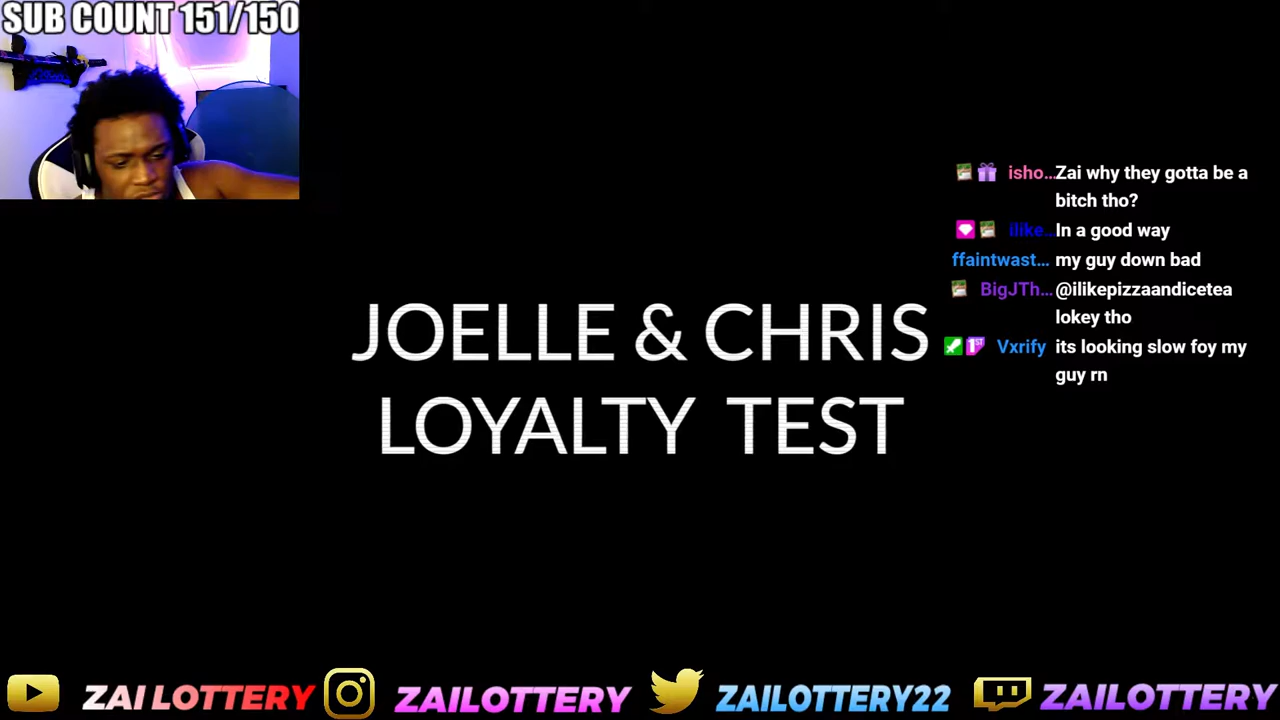 SUB COUNT 151/150
isho... Zai why they gotta be a
bitch tho?
ilike... In a good way
ffaintwast... my guy down bad
BigJTh... @ilikepizzaandicetea
lokey tho
Vxrify its looking slow foy my
guy rn
JOELLE & CHRIS
LOYALTY TEST
ZAI LOTTERY ZAILOTTERY ZAILOTTERY22 ZAILOTTERY